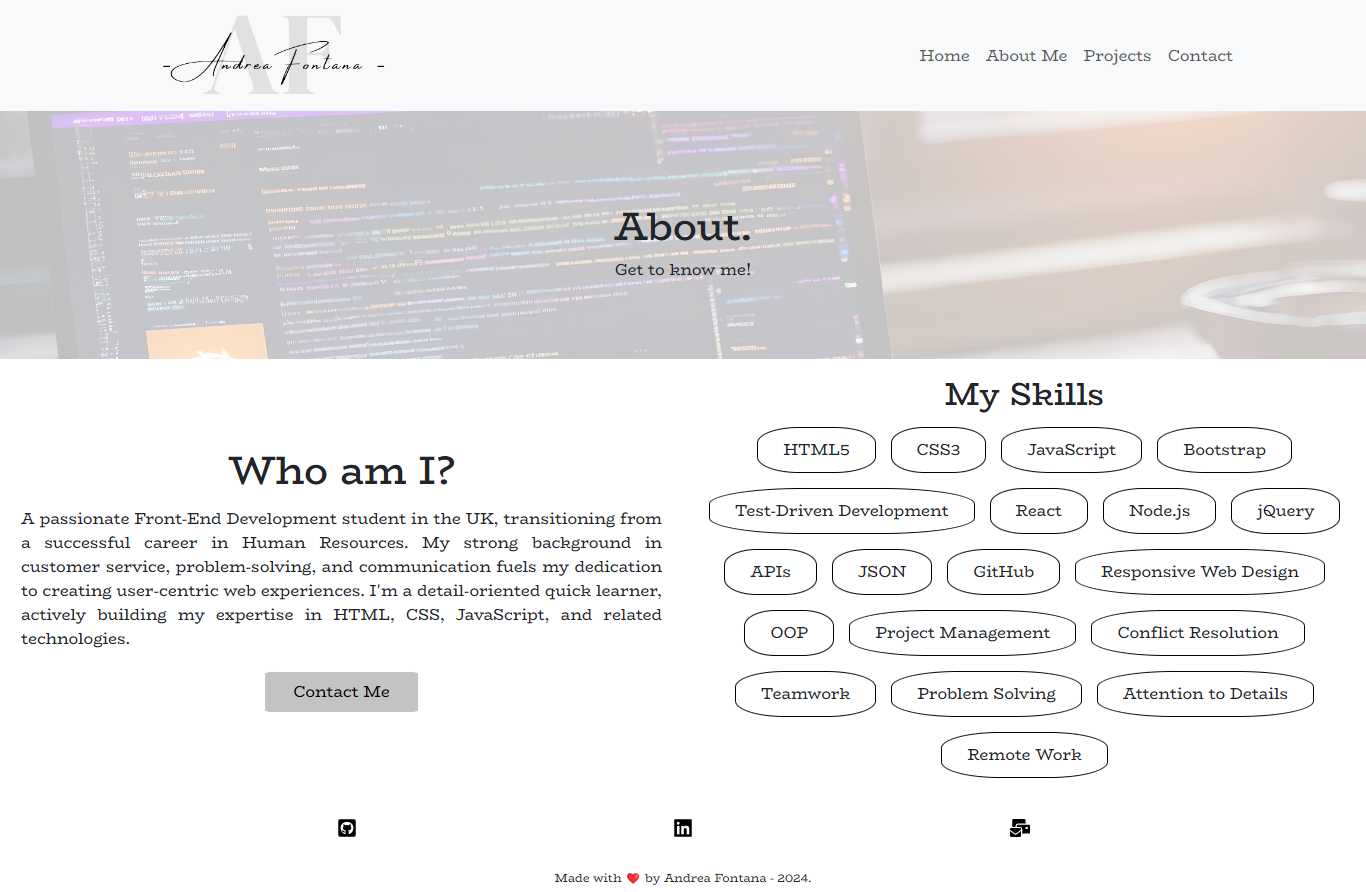 AF
- Andrea Fontana -
Home About Me Projects Contact
About.
Get to know me!
Who am I?
A passionate Front-End Development student in the UK, transitioning from
a successful career in Human Resources. My strong background in
customer service, problem-solving, and communication fuels my dedication
to creating user-centric web experiences. I'm a detail-oriented quick learner,
actively building my expertise in HTML, CSS, JavaScript, and related
technologies.
Contact Me
My Skills
HTML5 CSS3 JavaScript Bootstrap
Test-Driven Development React Node.js jQuery
APIs JSON GitHub Responsive Web Design
OOP Project Management Conflict Resolution
Teamwork Problem Solving Attention to Details
Remote Work
in
Made with ❤️ by Andrea Fontana - 2024.